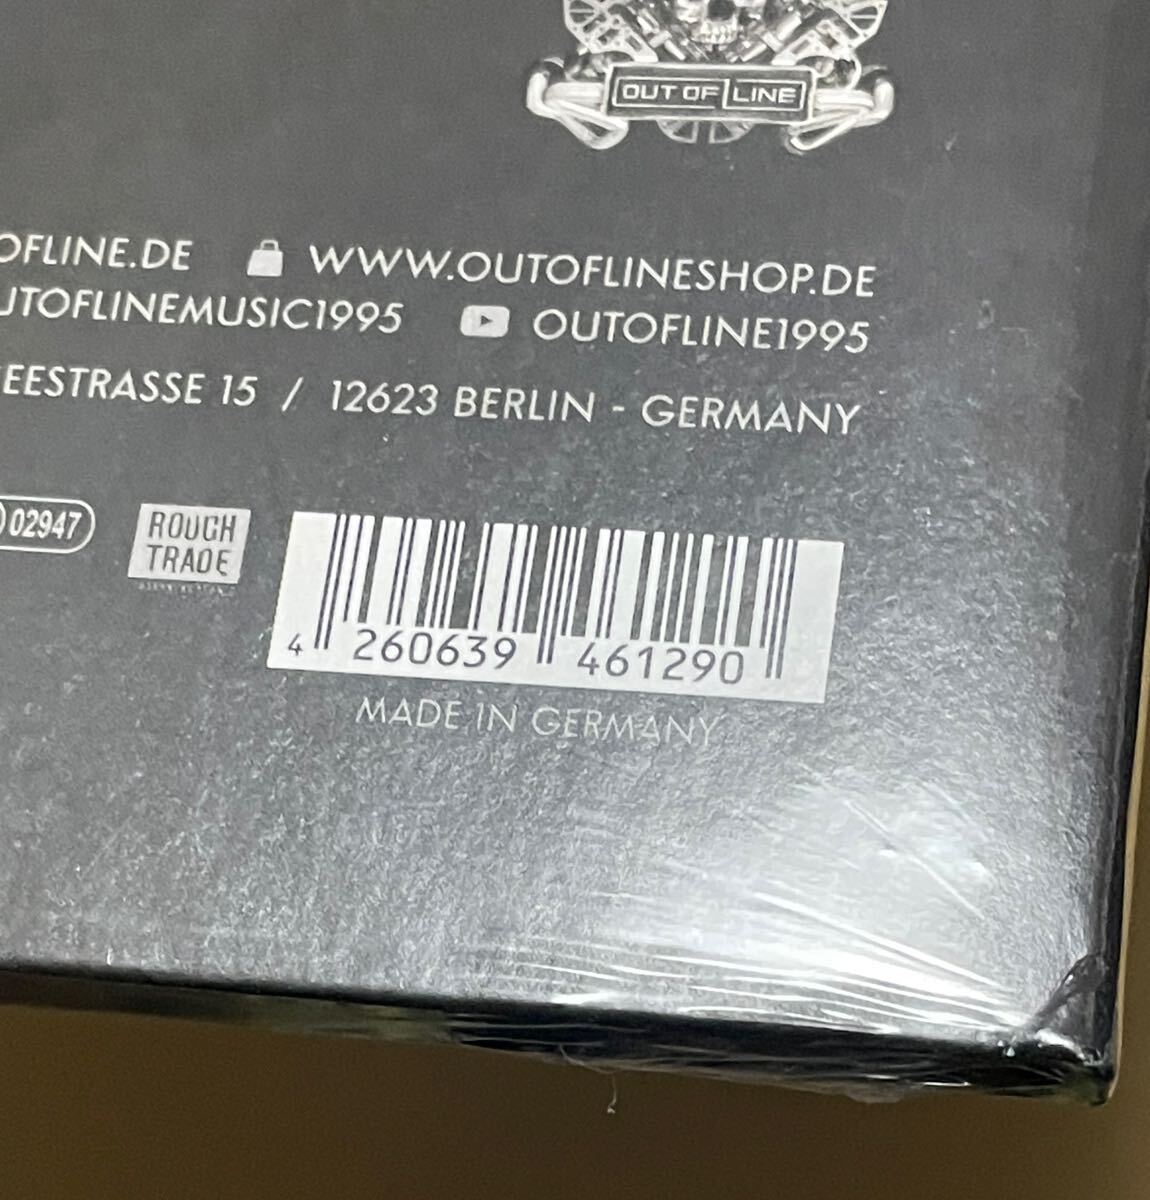 OUT OF LINE
OFLINE.DE WWW.OUTOFLINESHOP.DE
UTOFLINEMUSIC1995 OUTOFLINE1995
EESTRASSE 15 / 12623 BERLIN - GERMANY
02947
ROUGH
TRADE
4 260639 461290
MADE IN GERMANY